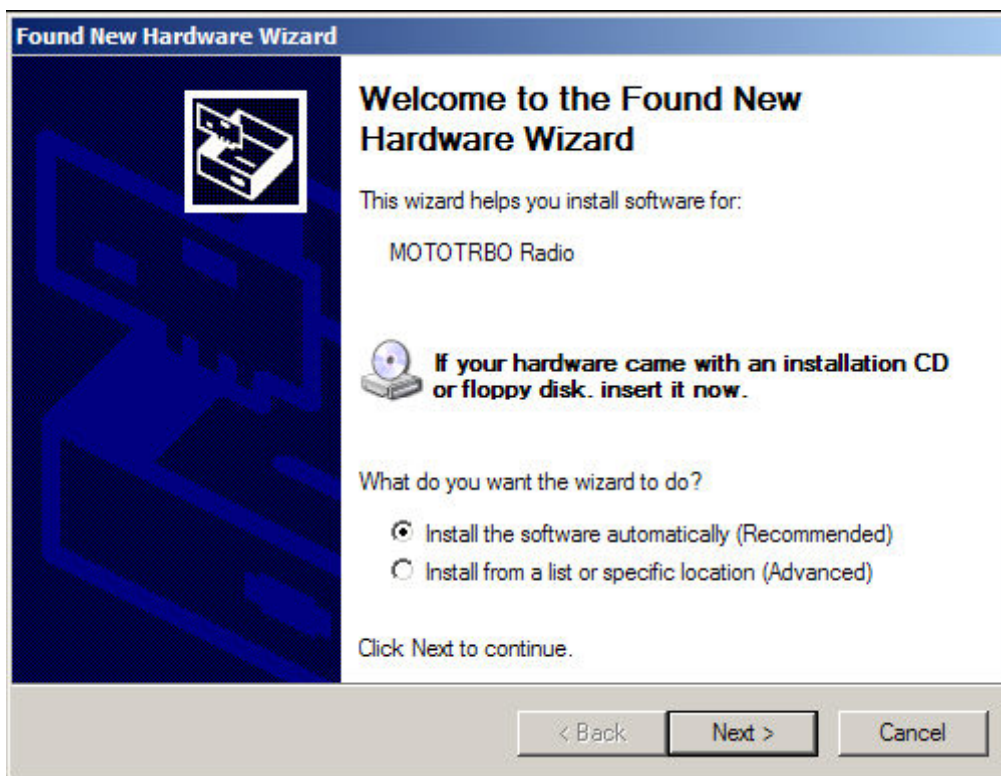 Found New Hardware Wizard
Welcome to the Found New
Hardware Wizard
This wizard helps you install software for:
MOTOTRBO Radio
If your hardware came with an installation CD
or floppy disk. insert it now.
What do you want the wizard to do?
Install the software automatically (Recommended)
Install from a list or specific location (Advanced)
Click Next to continue.
< Back
Next >
Cancel